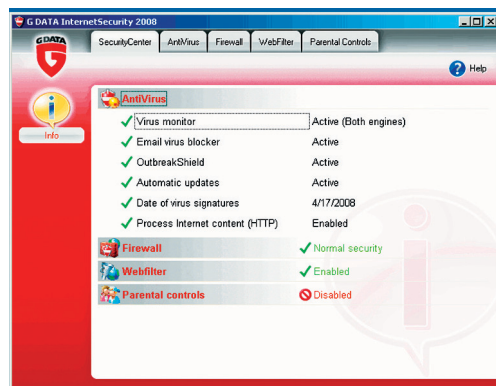 G DATA InternetSecurity 2008
G DATA
SecurityCenter AntiVirus Firewall WebFilter Parental Controls
Help
Info
AntiVirus
Virus monitor Active (Both engines)
Email virus blocker Active
OutbreakShield Active
Automatic updates Active
Date of virus signatures 4/17/2008
Process Internet content (HTTP) Enabled
Firewall Normal security
Webfilter Enabled
Parental controls Disabled